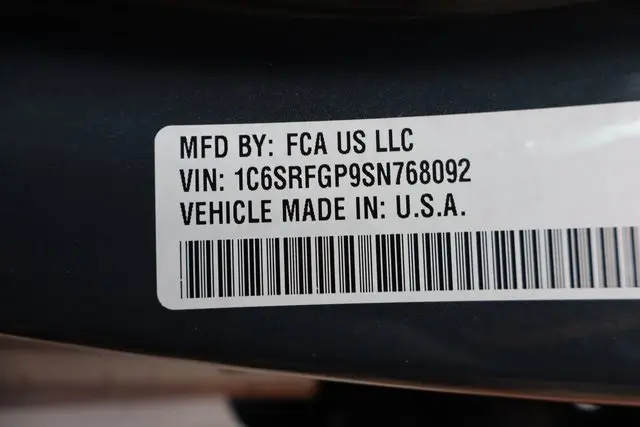 MFD BY: FCA US LLC
VIN: 1C6SRFGP9SN768092
VEHICLE MADE IN: U.S.A.